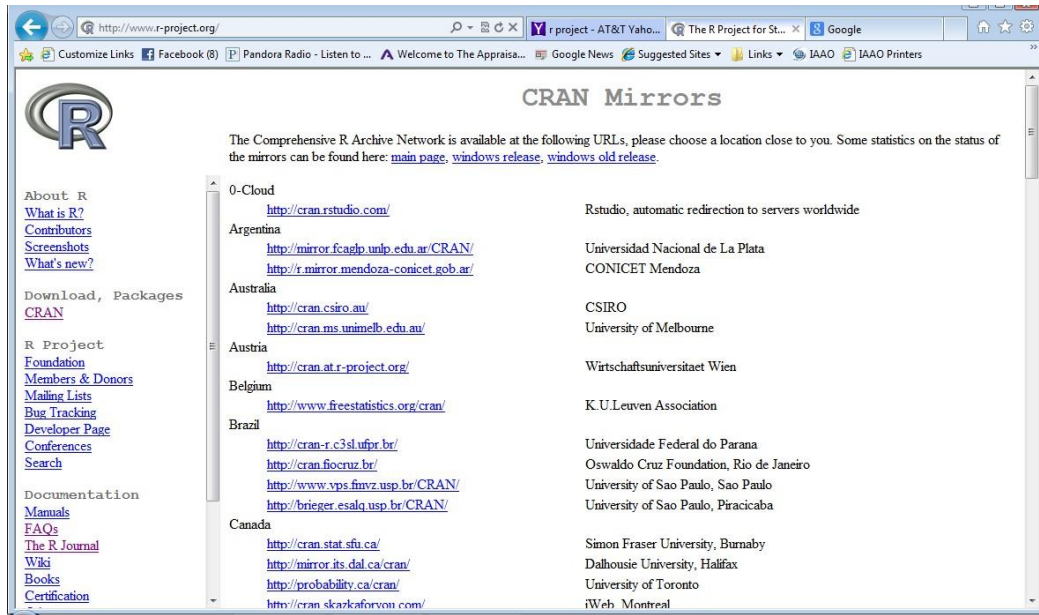 http://www.r-project.org/
r project - AT&T Yaho...
The R Project for St...
Google
Customize Links
Facebook (8)
Pandora Radio - Listen to ...
Welcome to The Appraisa...
Google News
Suggested Sites
Links
IAAO
IAAO Printers
R
CRAN Mirrors
The Comprehensive R Archive Network is available at the following URLs, please choose a location close to you. Some statistics on the status of
the mirrors can be found here: main page, windows release, windows old release.
About R
What is R?
Contributors
Screenshots
What's new?
Download, Packages
CRAN
R Project
Foundation
Members & Donors
Mailing Lists
Bug Tracking
Developer Page
Conferences
Search
Documentation
Manuals
FAQs
The R Journal
Wiki
Books
Certification
0-Cloud
http://cran.rstudio.com/ Rstudio, automatic redirection to servers worldwide
Argentina
http://mirror.fcaglp.unlp.edu.ar/CRAN/ Universidad Nacional de La Plata
http://r.mirror.mendoza-conicet.gob.ar/ CONICET Mendoza
Australia
http://cran.csiro.au/ CSIRO
http://cran.ms.unimelb.edu.au/ University of Melbourne
Austria
http://cran.at.r-project.org/ Wirtschaftsuniversitaet Wien
Belgium
http://www.freestatistics.org/cran/ K.U.Leuven Association
Brazil
http://cran-r.c3sl.ufpr.br/ Universidade Federal do Parana
http://cran.fiocruz.br/ Oswaldo Cruz Foundation, Rio de Janeiro
http://www.vps.fmvz.usp.br/CRAN/ University of Sao Paulo, Sao Paulo
http://brieger.esalq.usp.br/CRAN/ University of Sao Paulo, Piracicaba
Canada
http://cran.stat.sfu.ca/ Simon Fraser University, Burnaby
http://mirror.its.dal.ca/cran/ Dalhousie University, Halifax
http://probability.ca/cran/ University of Toronto
http://cran.skazkaforyou.com/ iWeb, Montreal